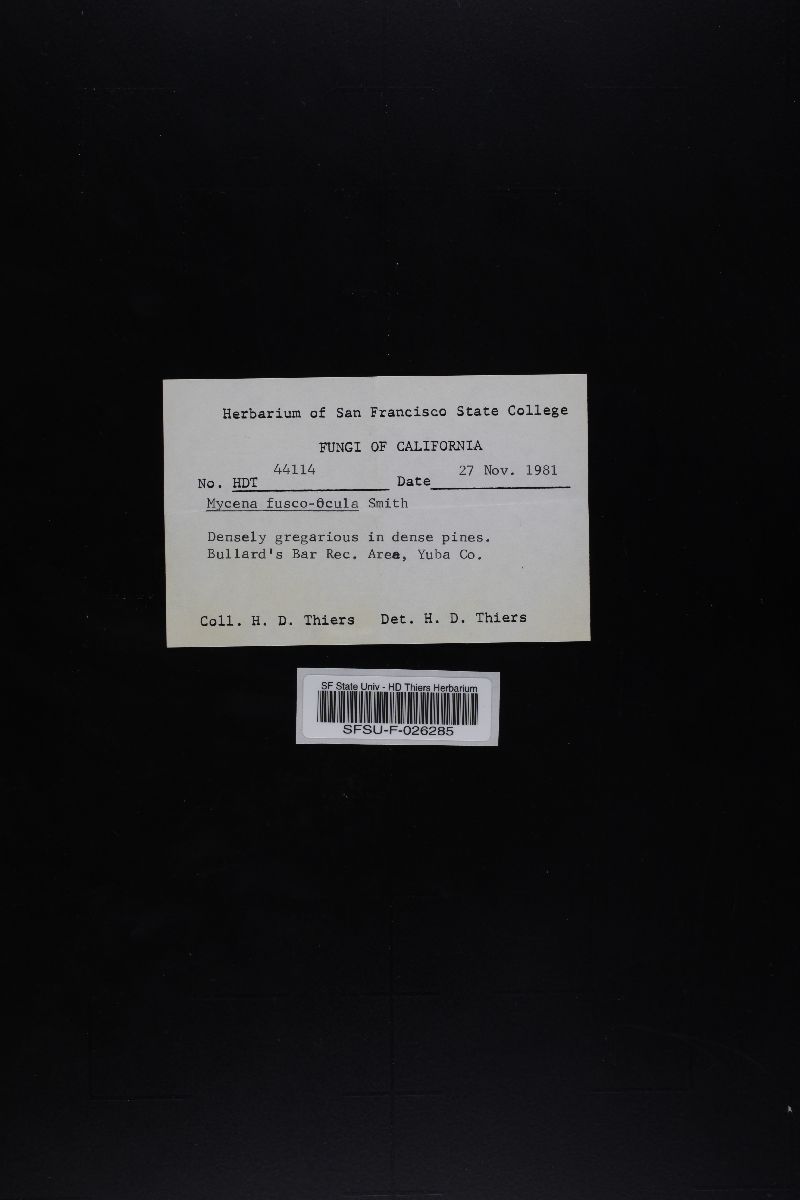 Herbarium of San Francisco State College
FUNGI OF CALIFORNIA
No. HDT 44114 Date 27 Nov. 1981
Mycena fusco-0cula Smith
Densely gregarious in dense pines.
Bullard's Bar Rec. Area, Yuba Co.
Coll. H. D. Thiers Det. H. D. Thiers
SF State Univ - HD Thiers Herbarium
SFSU-F-026285